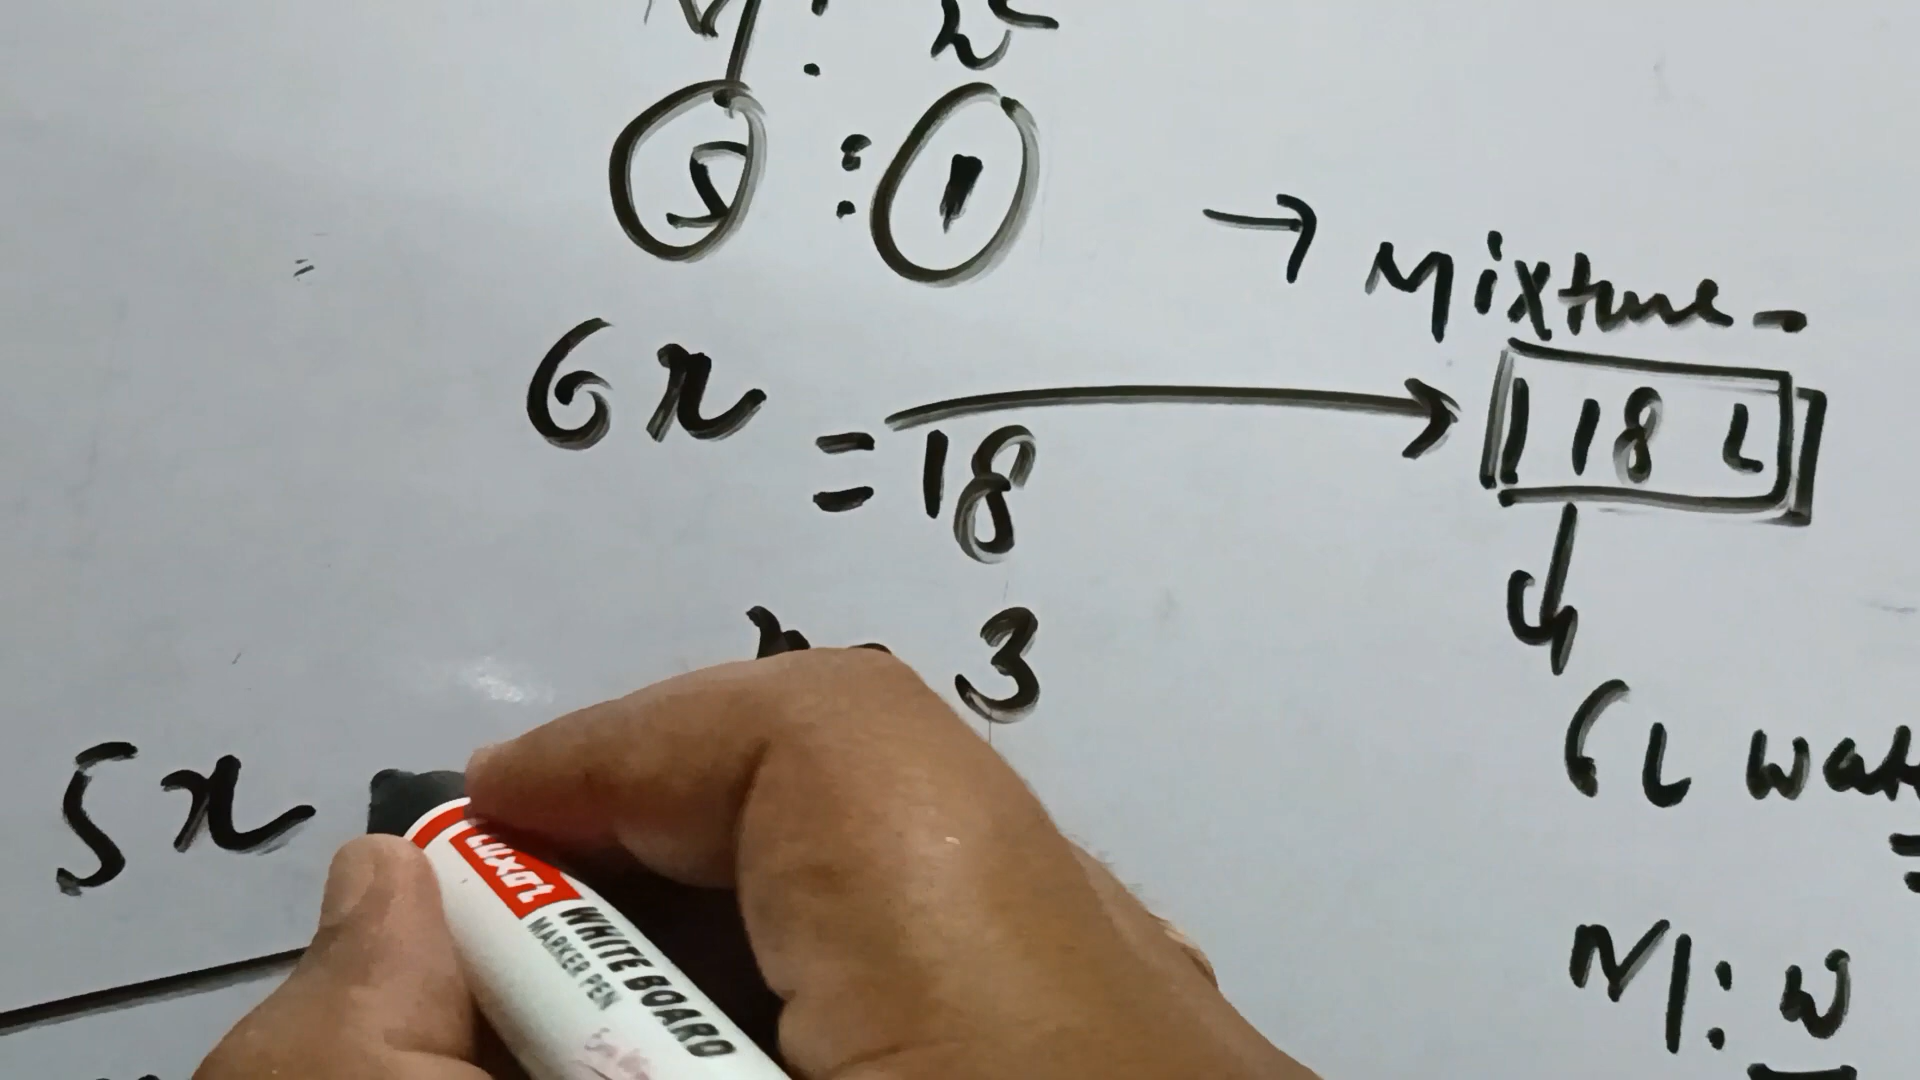 M : w
5 : 1
→ Mixture -
6x = 18
18 L
3
6L wat
5x
M : w
LUXOR
WHITE BOARD
MARKER PEN